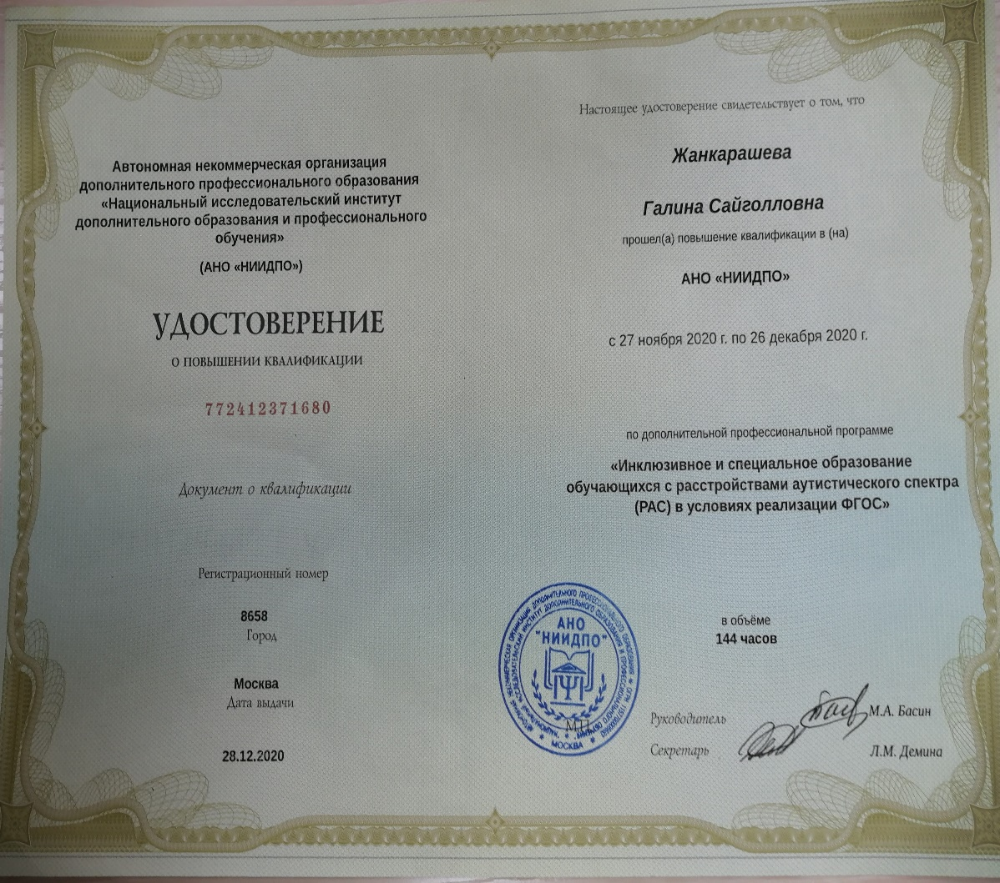 Автономная некоммерческая организация
дополнительного профессионального образования
«Национальный исследовательский институт
дополнительного образования и профессионального
обучения»
(АНО «НИИДПО»)
УДОСТОВЕРЕНИЕ
О ПОВЫШЕНИИ КВАЛИФИКАЦИИ
772412371680
Документ о квалификации
Регистрационный номер
8658
Город
Москва
Дата выдачи
28.12.2020
Настоящее удостоверение свидетельствует о том, что
Жанкарашева
Галина Сайголловна
прошел(а) повышение квалификации в (на)
АНО «НИИДПО»
с 27 ноября 2020 г. по 26 декабря 2020 г.
по дополнительной профессиональной программе
«Инклюзивное и специальное образование
обучающихся с расстройствами аутистического спектра
(РАС) в условиях реализации ФГОС»
в объёме
144 часов
АНО
"НИИДПО"
МОСКВА
М.П.
Руководитель
М.А. Басин
Секретарь
Л.М. Демина